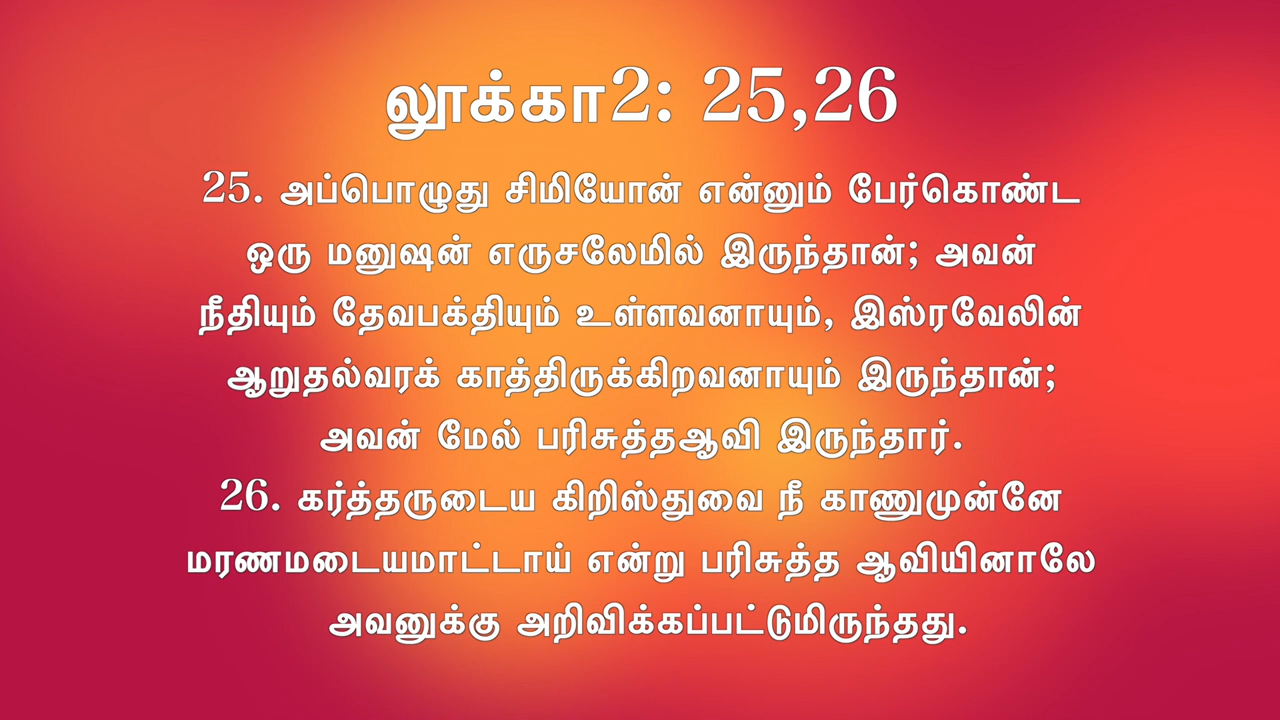 லூக்கா2: 25,26
25. அப்பொழுது சிமியோன் என்னும் பேர்கொண்ட
ஒரு மனுஷன் எருசலேமில் இருந்தான்; அவன்
நீதியும் தேவபக்தியும் உள்ளவனாயும், இஸ்ரவேலின்
ஆறுதல்வரக் காத்திருக்கிறவனாயும் இருந்தான்;
அவன் மேல் பரிசுத்தஆவி இருந்தார்.
26. கர்த்தருடைய கிறிஸ்துவை நீ காணுமுன்னே
மரணமடையமாட்டாய் என்று பரிசுத்த ஆவியினாலே
அவனுக்கு அறிவிக்கப்பட்டுமிருந்தது.